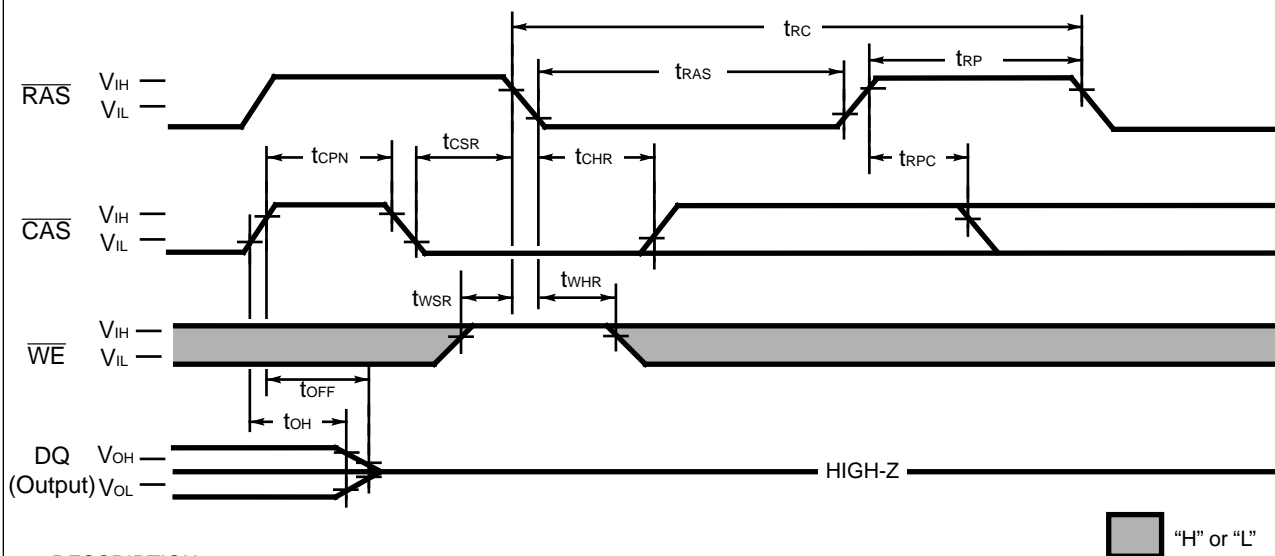 tRC
RAS VIH VIL tRAS tRP
tCPN tCSR tCHR tRPC
CAS VIH VIL
tWSR tWHR
WE VIH VIL
tOFF
tOH
DQ (Output) VOH VOL HIGH-Z
“H” or “L”